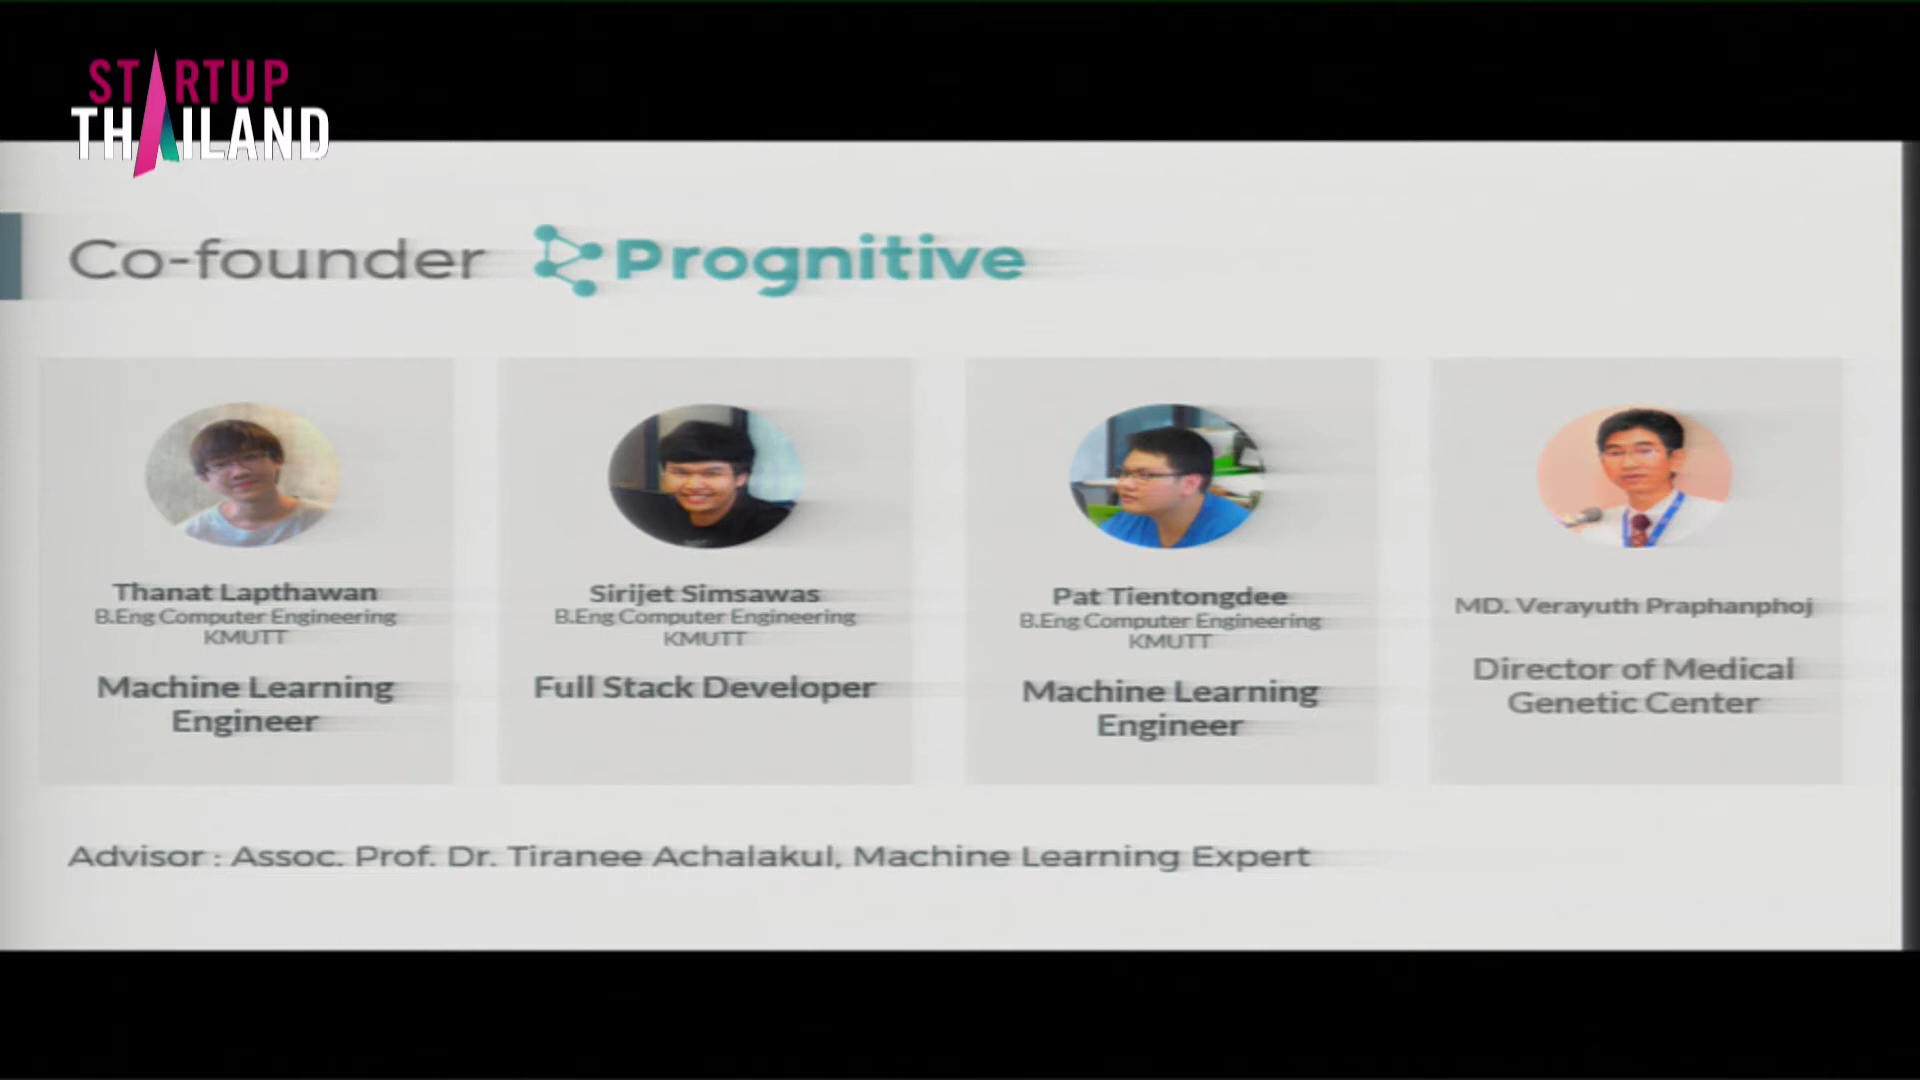 STARTUP
THAILAND
Co-founder Prognitive
Thanat Lapthawan
B.Eng Computer Engineering
KMUTT
Machine Learning
Engineer
Sirijet Simsawas
B.Eng Computer Engineering
KMUTT
Full Stack Developer
Pat Tientongdee
B.Eng Computer Engineering
KMUTT
Machine Learning
Engineer
MD. Verayuth Praphanphoj
Director of Medical
Genetic Center
Advisor : Assoc. Prof. Dr. Tiranee Achalakul, Machine Learning Expert